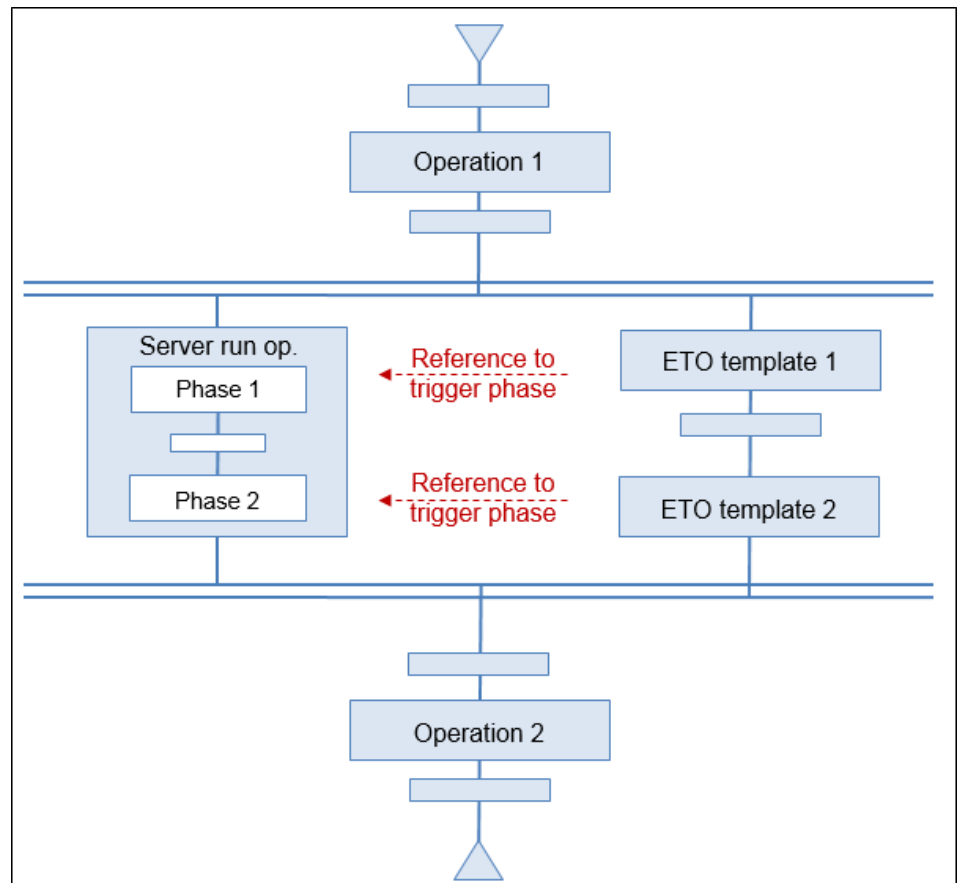 Operation 1
Server run op.
Phase 1
Phase 2
Reference to
trigger phase
Reference to
trigger phase
ETO template 1
ETO template 2
Operation 2